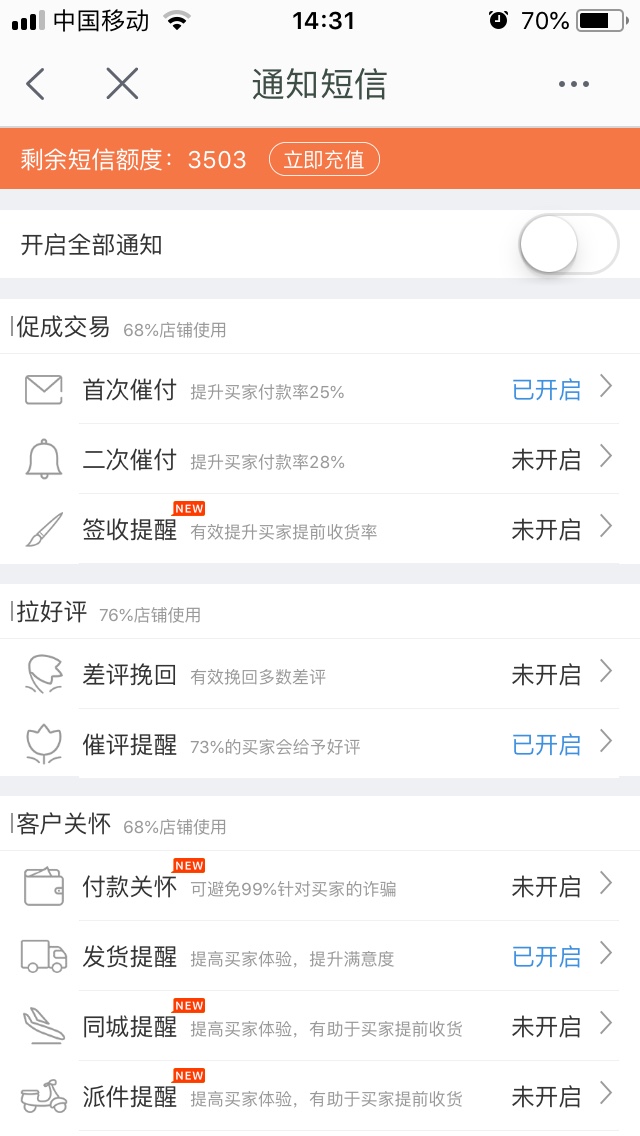 中国移动 14:31 70%
通知短信
剩余短信额度：3503 立即充值
开启全部通知
促成交易 68%店铺使用
首次催付 提升买家付款率25% 已开启
二次催付 提升买家付款率28% 未开启
NEW
签收提醒 有效提升买家提前收货率 未开启
拉好评 76%店铺使用
差评挽回 有效挽回多数差评 未开启
催评提醒 73%的买家会给予好评 已开启
客户关怀 68%店铺使用
NEW
付款关怀 可避免99%针对买家的诈骗 未开启
发货提醒 提高买家体验，提升满意度 已开启
NEW
同城提醒 提高买家体验，有助于买家提前收货 未开启
NEW
派件提醒 提高买家体验，有助于买家提前收货 未开启